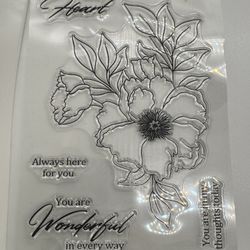 Heart
Always here
for you
You are
Wonderful
in every way
You are in my
thoughts today